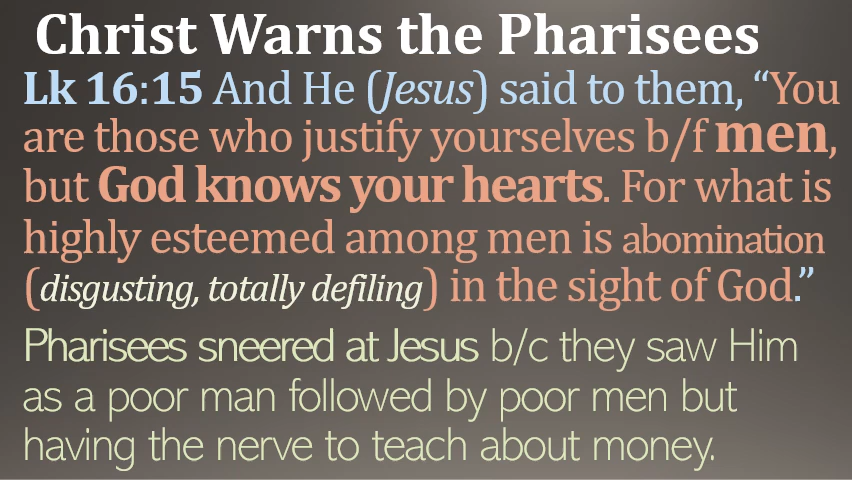 Christ Warns the Pharisees
Lk 16:15 And He (Jesus) said to them, “You
are those who justify yourselves b/f men,
but God knows your hearts. For what is
highly esteemed among men is abomination
(disgusting, totally defiling) in the sight of God.”
Pharisees sneered at Jesus b/c they saw Him
as a poor man followed by poor men but
having the nerve to teach about money.